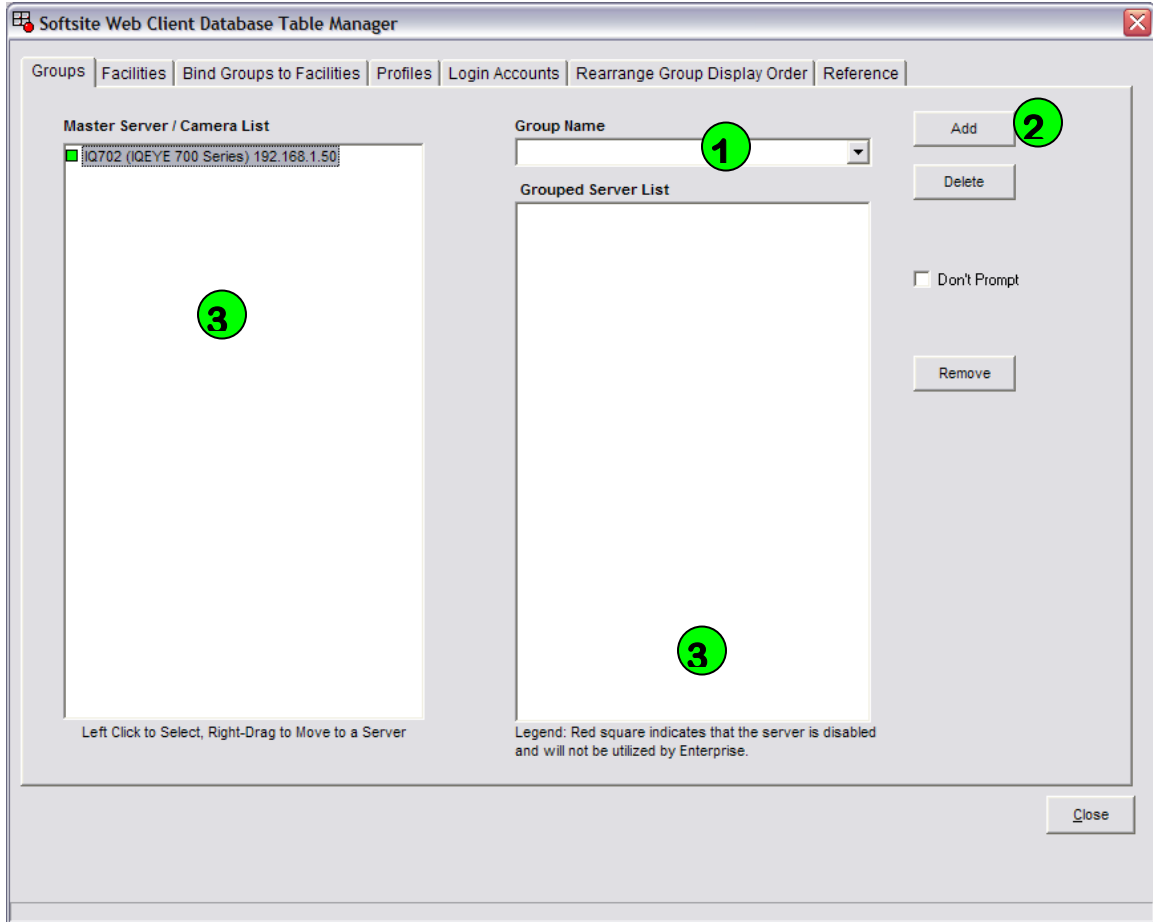 Softsite Web Client Database Table Manager
Groups Facilities Bind Groups to Facilities Profiles Login Accounts Rearrange Group Display Order Reference
Master Server / Camera List
IQ702 (IQEYE 700 Series) 192.168.1.50
3
Left Click to Select, Right-Drag to Move to a Server
Group Name
1
Grouped Server List
3
Legend: Red square indicates that the server is disabled
and will not be utilized by Enterprise.
Add
2
Delete
Don't Prompt
Remove
Close